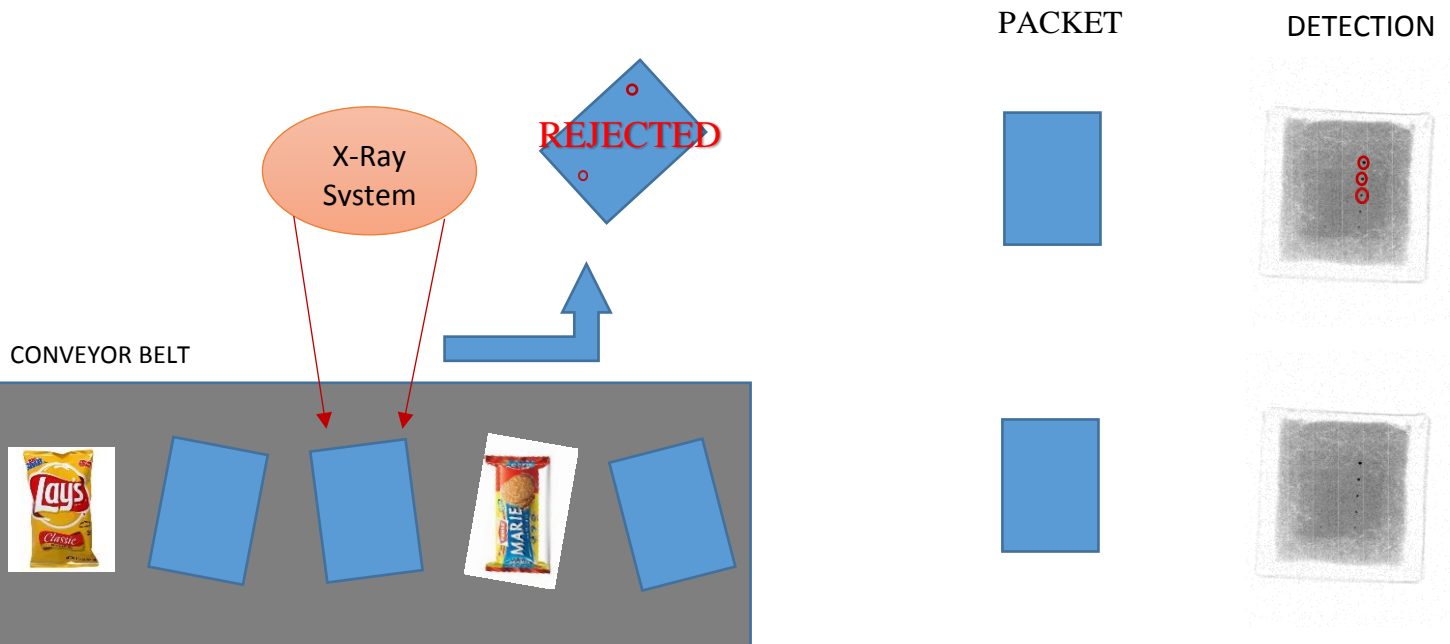 PACKET
DETECTION
REJECTED
X-Ray
Svstem
CONVEYOR BELT
Lay's
Classic
MARIE